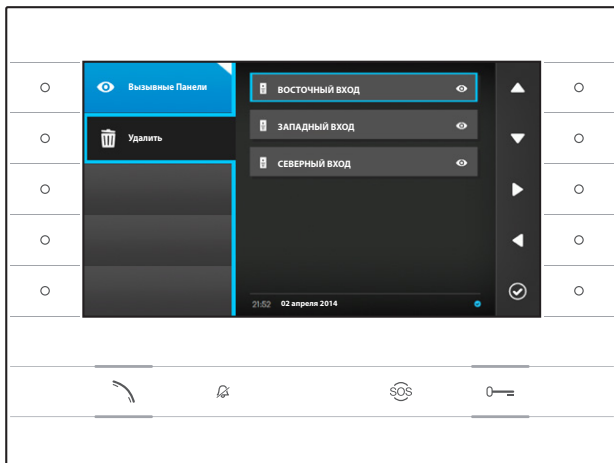 Вызывные Панели
Удалить
ВОСТОЧНЫЙ ВХОД
ЗАПАДНЫЙ ВХОД
СЕВЕРНЫЙ ВХОД
21:52 02 апреля 2014
SOS